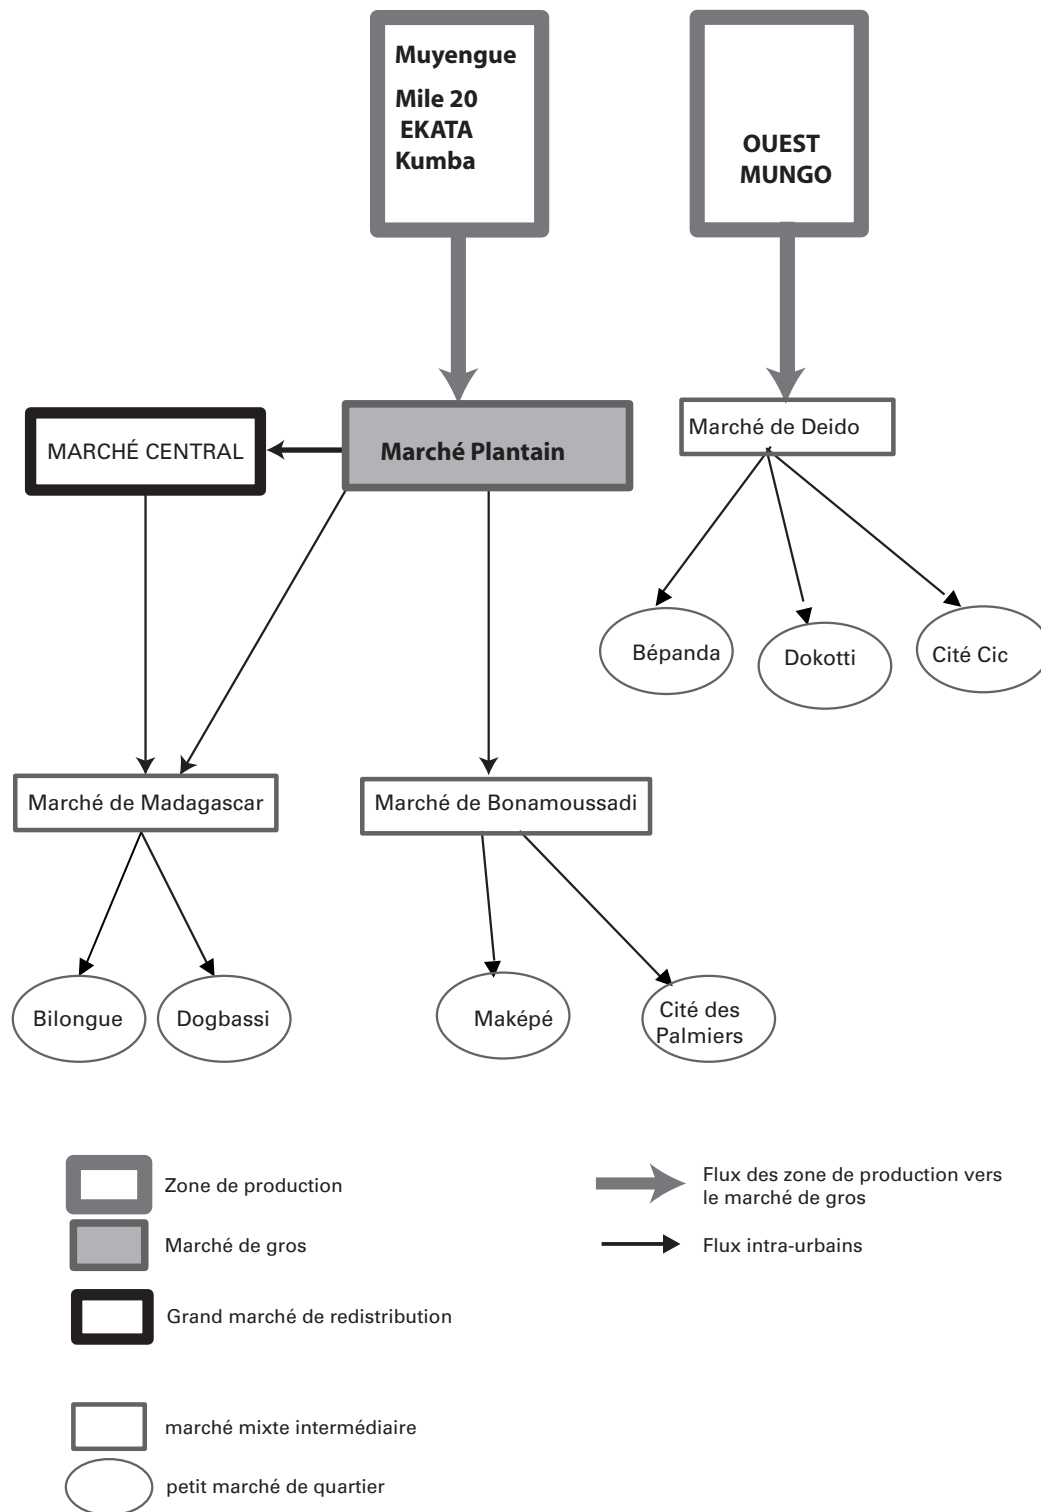 Muyengue
Mile 20
EKATA
Kumba
OUEST
MUNGO
MARCHÉ CENTRAL
Marché Plantain
Marché de Deido
Bépanda
Dokotti
Cité Cic
Marché de Madagascar
Marché de Bonamoussadi
Bilongue
Dogbassi
Maképé
Cité des
Palmiers
Zone de production
Flux des zone de production vers
le marché de gros
Marché de gros
Flux intra-urbains
Grand marché de redistribution
marché mixte intermédiaire
petit marché de quartier